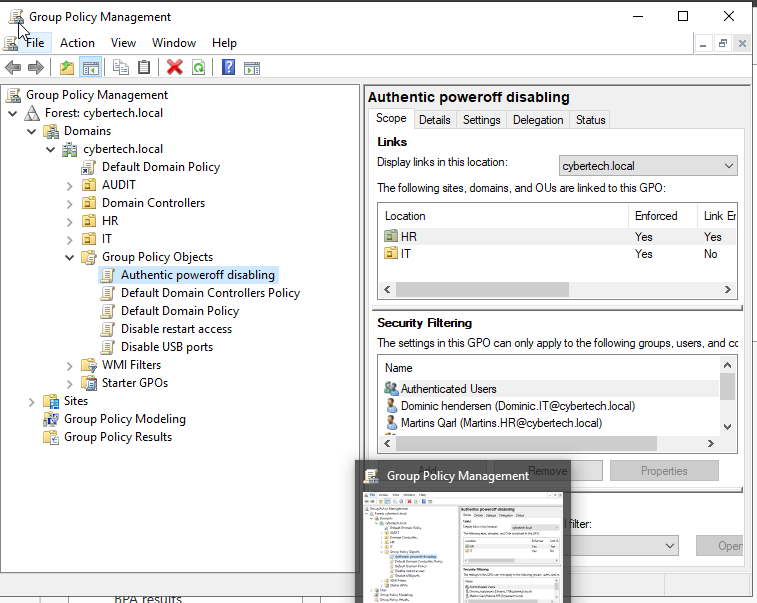 Group Policy Management
File Action View Window Help
Group Policy Management
Forest: cybertech.local
Domains
cybertech.local
Default Domain Policy
AUDIT
Domain Controllers
HR
IT
Group Policy Objects
Authentic poweroff disabling
Default Domain Controllers Policy
Default Domain Policy
Disable restart access
Disable USB ports
WMI Filters
Starter GPOs
Sites
Group Policy Modeling
Group Policy Results
Authentic poweroff disabling
Scope Details Settings Delegation Status
Links
Display links in this location: cybertech.local
The following sites, domains, and OUs are linked to this GPO:
Location Enforced Link Er
HR Yes Yes
IT Yes No
Security Filtering
The settings in this GPO can only apply to the following groups, users, and co
Name
Authenticated Users
Dominic hendersen (Dominic.IT@cybertech.local)
Martins Qarl (Martins.HR@cybertech.local)
Add Remove Properties
Group Policy Management
filter:
Open
BPA results